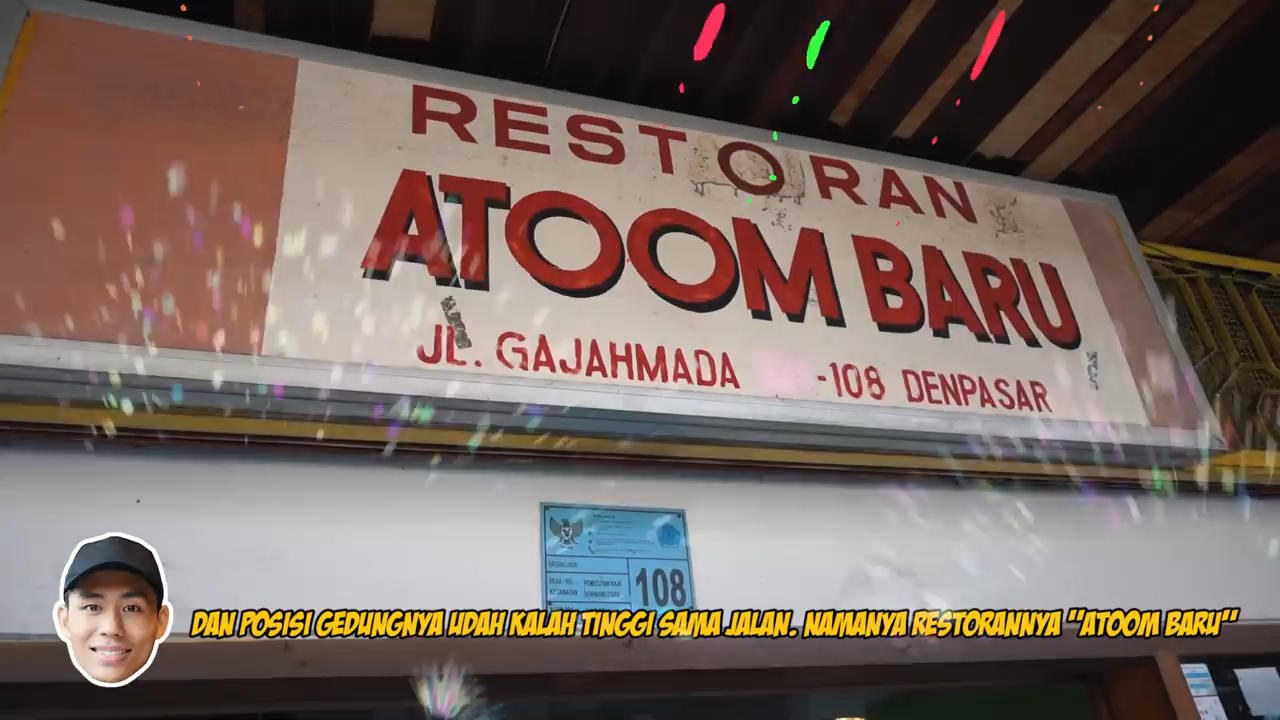 RESTORAN
ATOOM BARU
JL. GAJAHMADA -108 DENPASAR
108
DAN POSISI GEDUNGNYA UDAH KALAH TINGGI SAMA JALAN. NAMANYA RESTORANNYA "ATOOM BARU"